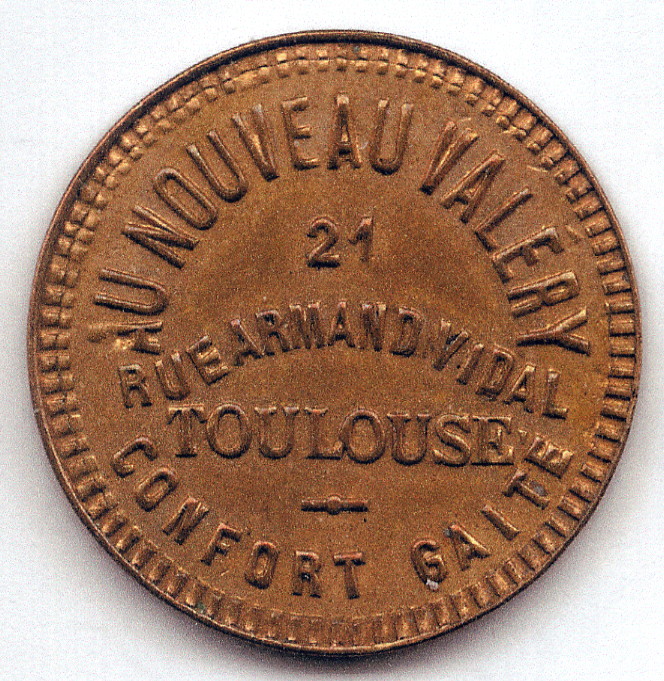 AU NOUVEAU VALÉRY
21
RUE ARMAND VIDAL
TOULOUSE
CONFORT GAITÉ